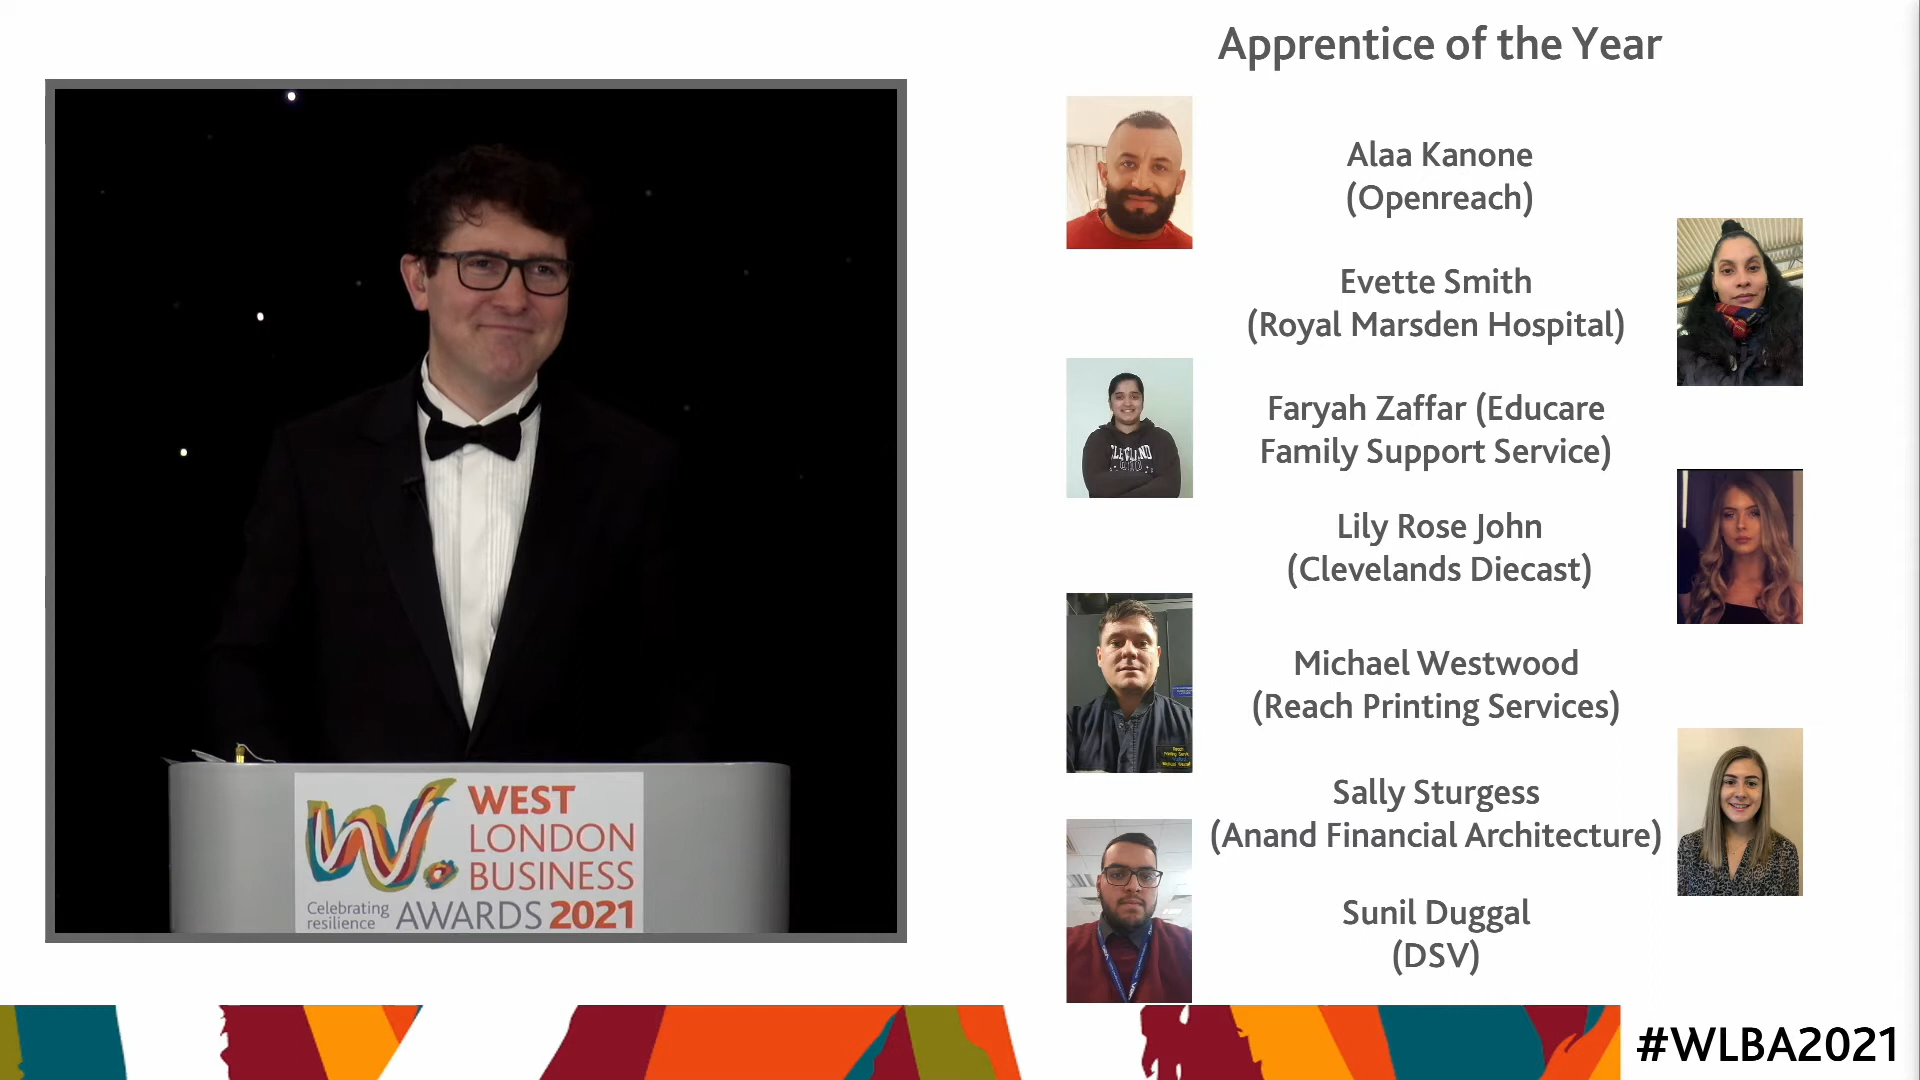 Apprentice of the Year
Alaa Kanone
(Openreach)
Evette Smith
(Royal Marsden Hospital)
Faryah Zaffar (Educare
Family Support Service)
Lily Rose John
(Clevelands Diecast)
Michael Westwood
(Reach Printing Services)
Sally Sturgess
(Anand Financial Architecture)
Sunil Duggal
(DSV)
WEST
LONDON
BUSINESS
Celebrating
resilience
AWARDS 2021
#WLBA2021